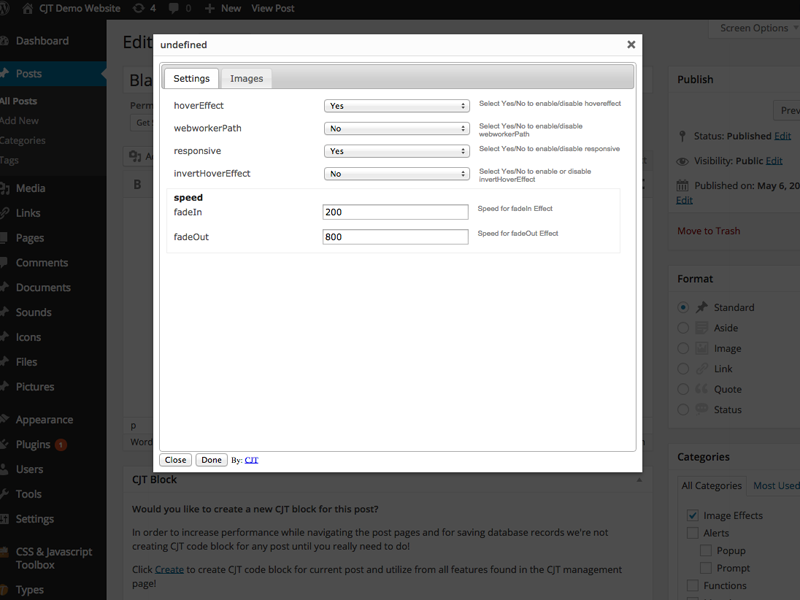 CJT Demo Website 4 0 New View Post
Screen Options
Dashboard
Posts
All Posts
Add New
Categories
Tags
Media
Links
Pages
Comments
Documents
Sounds
Icons
Files
Pictures
Appearance
Plugins 1
Users
Tools
Settings
CSS & Javascript
Toolbox
Types
Edit
Bla
Perm
Get S
A
B
undefined
Settings Images
hoverEffect Yes Select Yes/No to enable/disable hovereffect
webworkerPath No Select Yes/No to enable/disable
webworkerPath
responsive Yes Select Yes/No to enable/disable responsive
invertHoverEffect No Select Yes/No to enable or disable
invertHoverEffect
speed
fadeIn 200 Speed for fadeIn Effect
fadeOut 800 Speed for fadeOut Effect
Close Done By: CJT
p
Word
CJT Block
Would you like to create a new CJT block for this post?
In order to increase performance while navigating the post pages and for saving database records we're not
creating CJT code block for any post until you really need to do!
Click Create to create CJT code block for current post and utilize from all features found in the CJT management
page!
Publish
Prev
Status: Published Edit
Visibility: Public Edit
Published on: May 6, 20
Edit
Move to Trash
Format
Standard
Aside
Image
Link
Quote
Status
Categories
All Categories Most Used
Image Effects
Alerts
Popup
Prompt
Functions